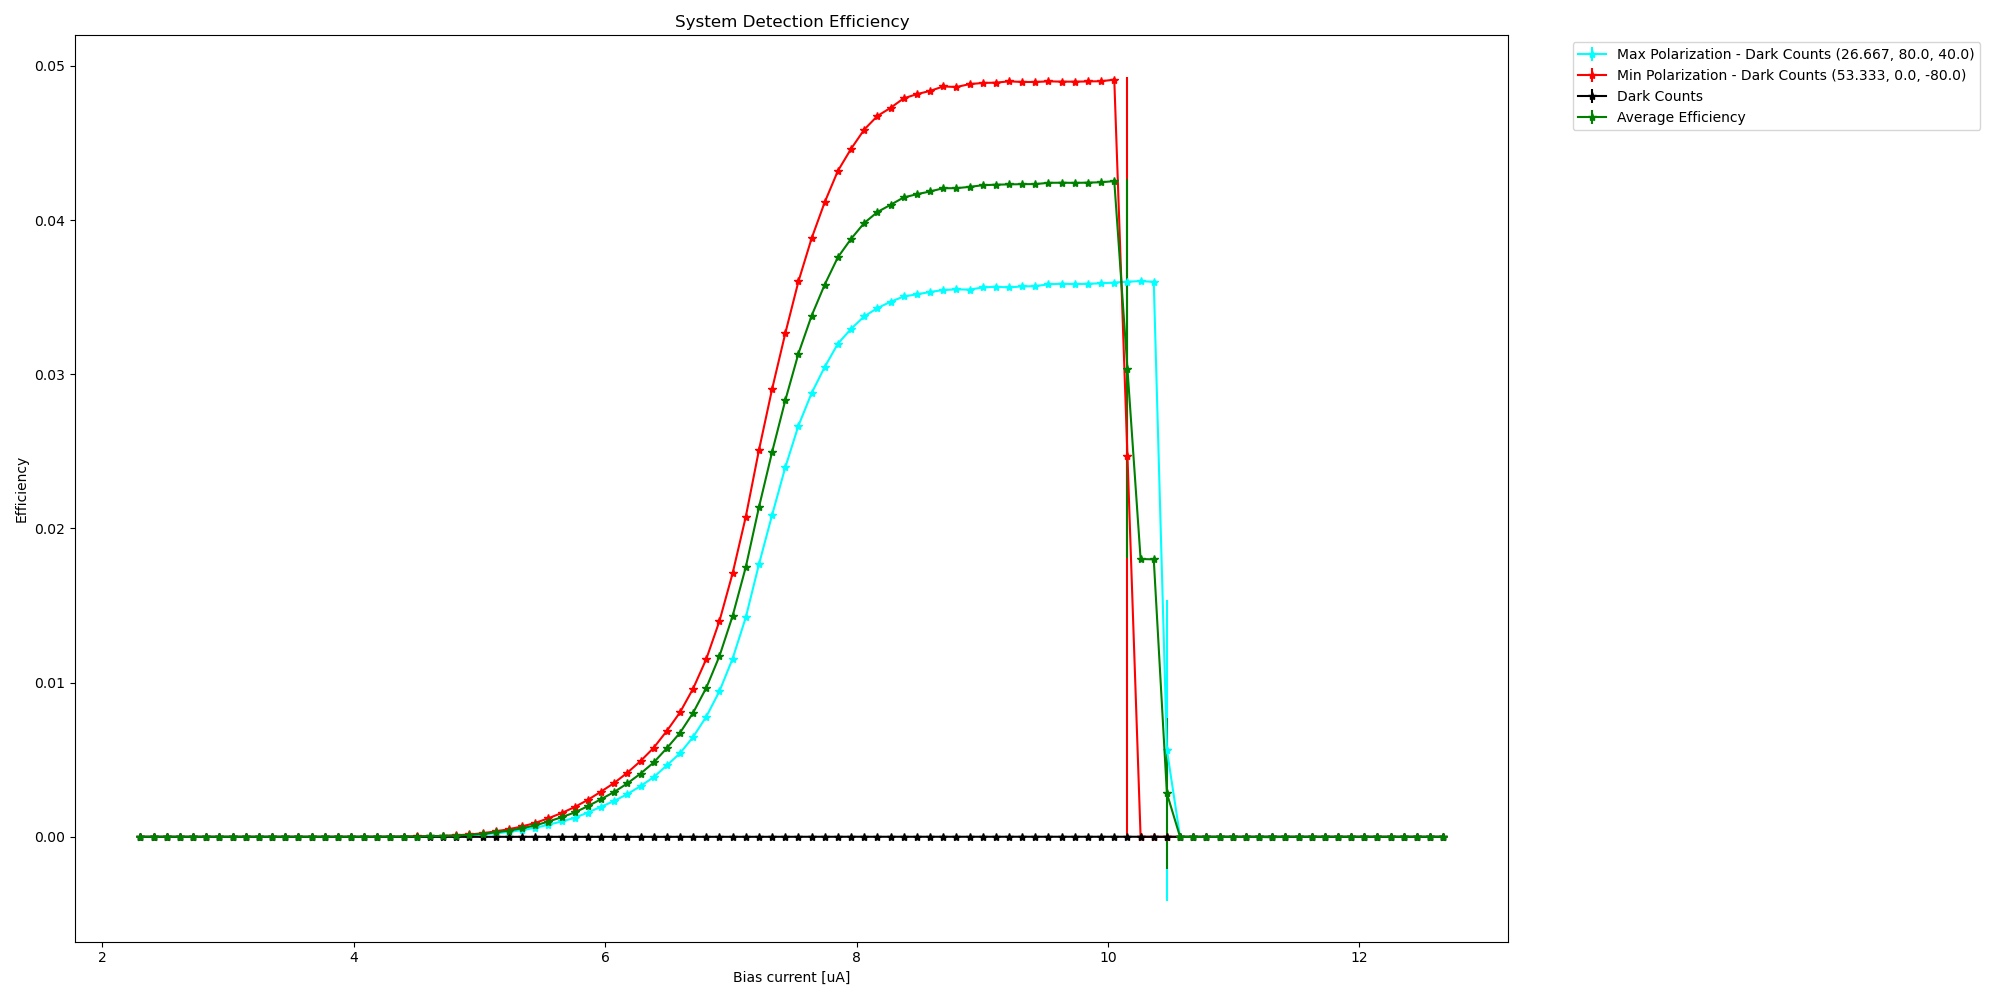 System Detection Efficiency
Max Polarization - Dark Counts (26.667, 80.0, 40.0)
Min Polarization - Dark Counts (53.333, 0.0, -80.0)
Dark Counts
Average Efficiency
0.05
0.04
0.03
0.02
0.01
0.00
Efficiency
2 4 6 8 10 12
Bias current [uA]